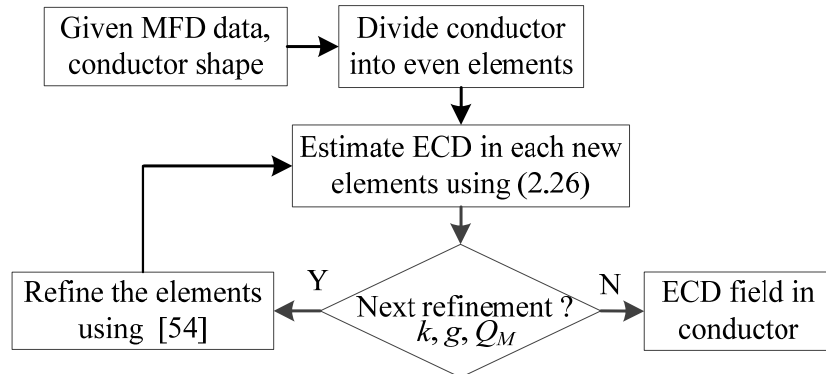 Given MFD data,
conductor shape
Divide conductor
into even elements
Estimate ECD in each new
elements using (2.26)
Y
N
Refine the elements
using [54]
Next refinement ?
k, g, Q_M
ECD field in
conductor